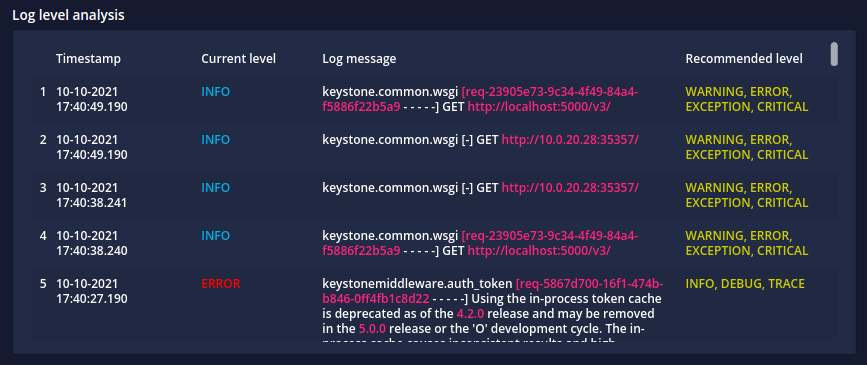 Log level analysis
Timestamp Current level Log message Recommended level
1 10-10-2021 INFO keystone.common.wsgi [req-23905e73-9c34-4f49-84a4- WARNING, ERROR,
17:40:49.190 f5886f22b5a9 - - - - -] GET http://localhost:5000/v3/ EXCEPTION, CRITICAL
2 10-10-2021 INFO keystone.common.wsgi [-] GET http://10.0.20.28:35357/ WARNING, ERROR,
17:40:49.190 EXCEPTION, CRITICAL
3 10-10-2021 INFO keystone.common.wsgi [-] GET http://10.0.20.28:35357/ WARNING, ERROR,
17:40:38.241 EXCEPTION, CRITICAL
4 10-10-2021 INFO keystone.common.wsgi [req-23905e73-9c34-4f49-84a4- WARNING, ERROR,
17:40:38.240 f5886f22b5a9 - - - - -] GET http://localhost:5000/v3/ EXCEPTION, CRITICAL
5 10-10-2021 ERROR keystonemiddleware.auth_token [req-5867d700-16f1-474b- INFO, DEBUG, TRACE
17:40:27.190 b846-0ff4fb1c8d22 - - - - -] Using the in-process token cache
is deprecated as of the 4.2.0 release and may be removed
in the 5.0.0 release or the 'O' development cycle. The in-
process cache causes inconsistent results and high